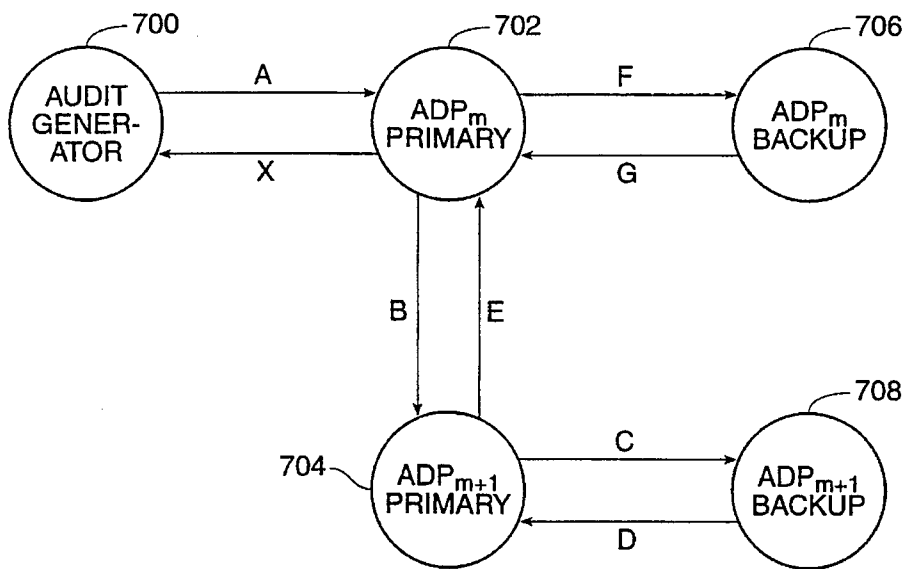 700
702
706
AUDIT
GENER-
ATOR
A
X
ADPm
PRIMARY
F
G
ADPm
BACKUP
B
E
704
708
ADPm+1
PRIMARY
C
D
ADPm+1
BACKUP